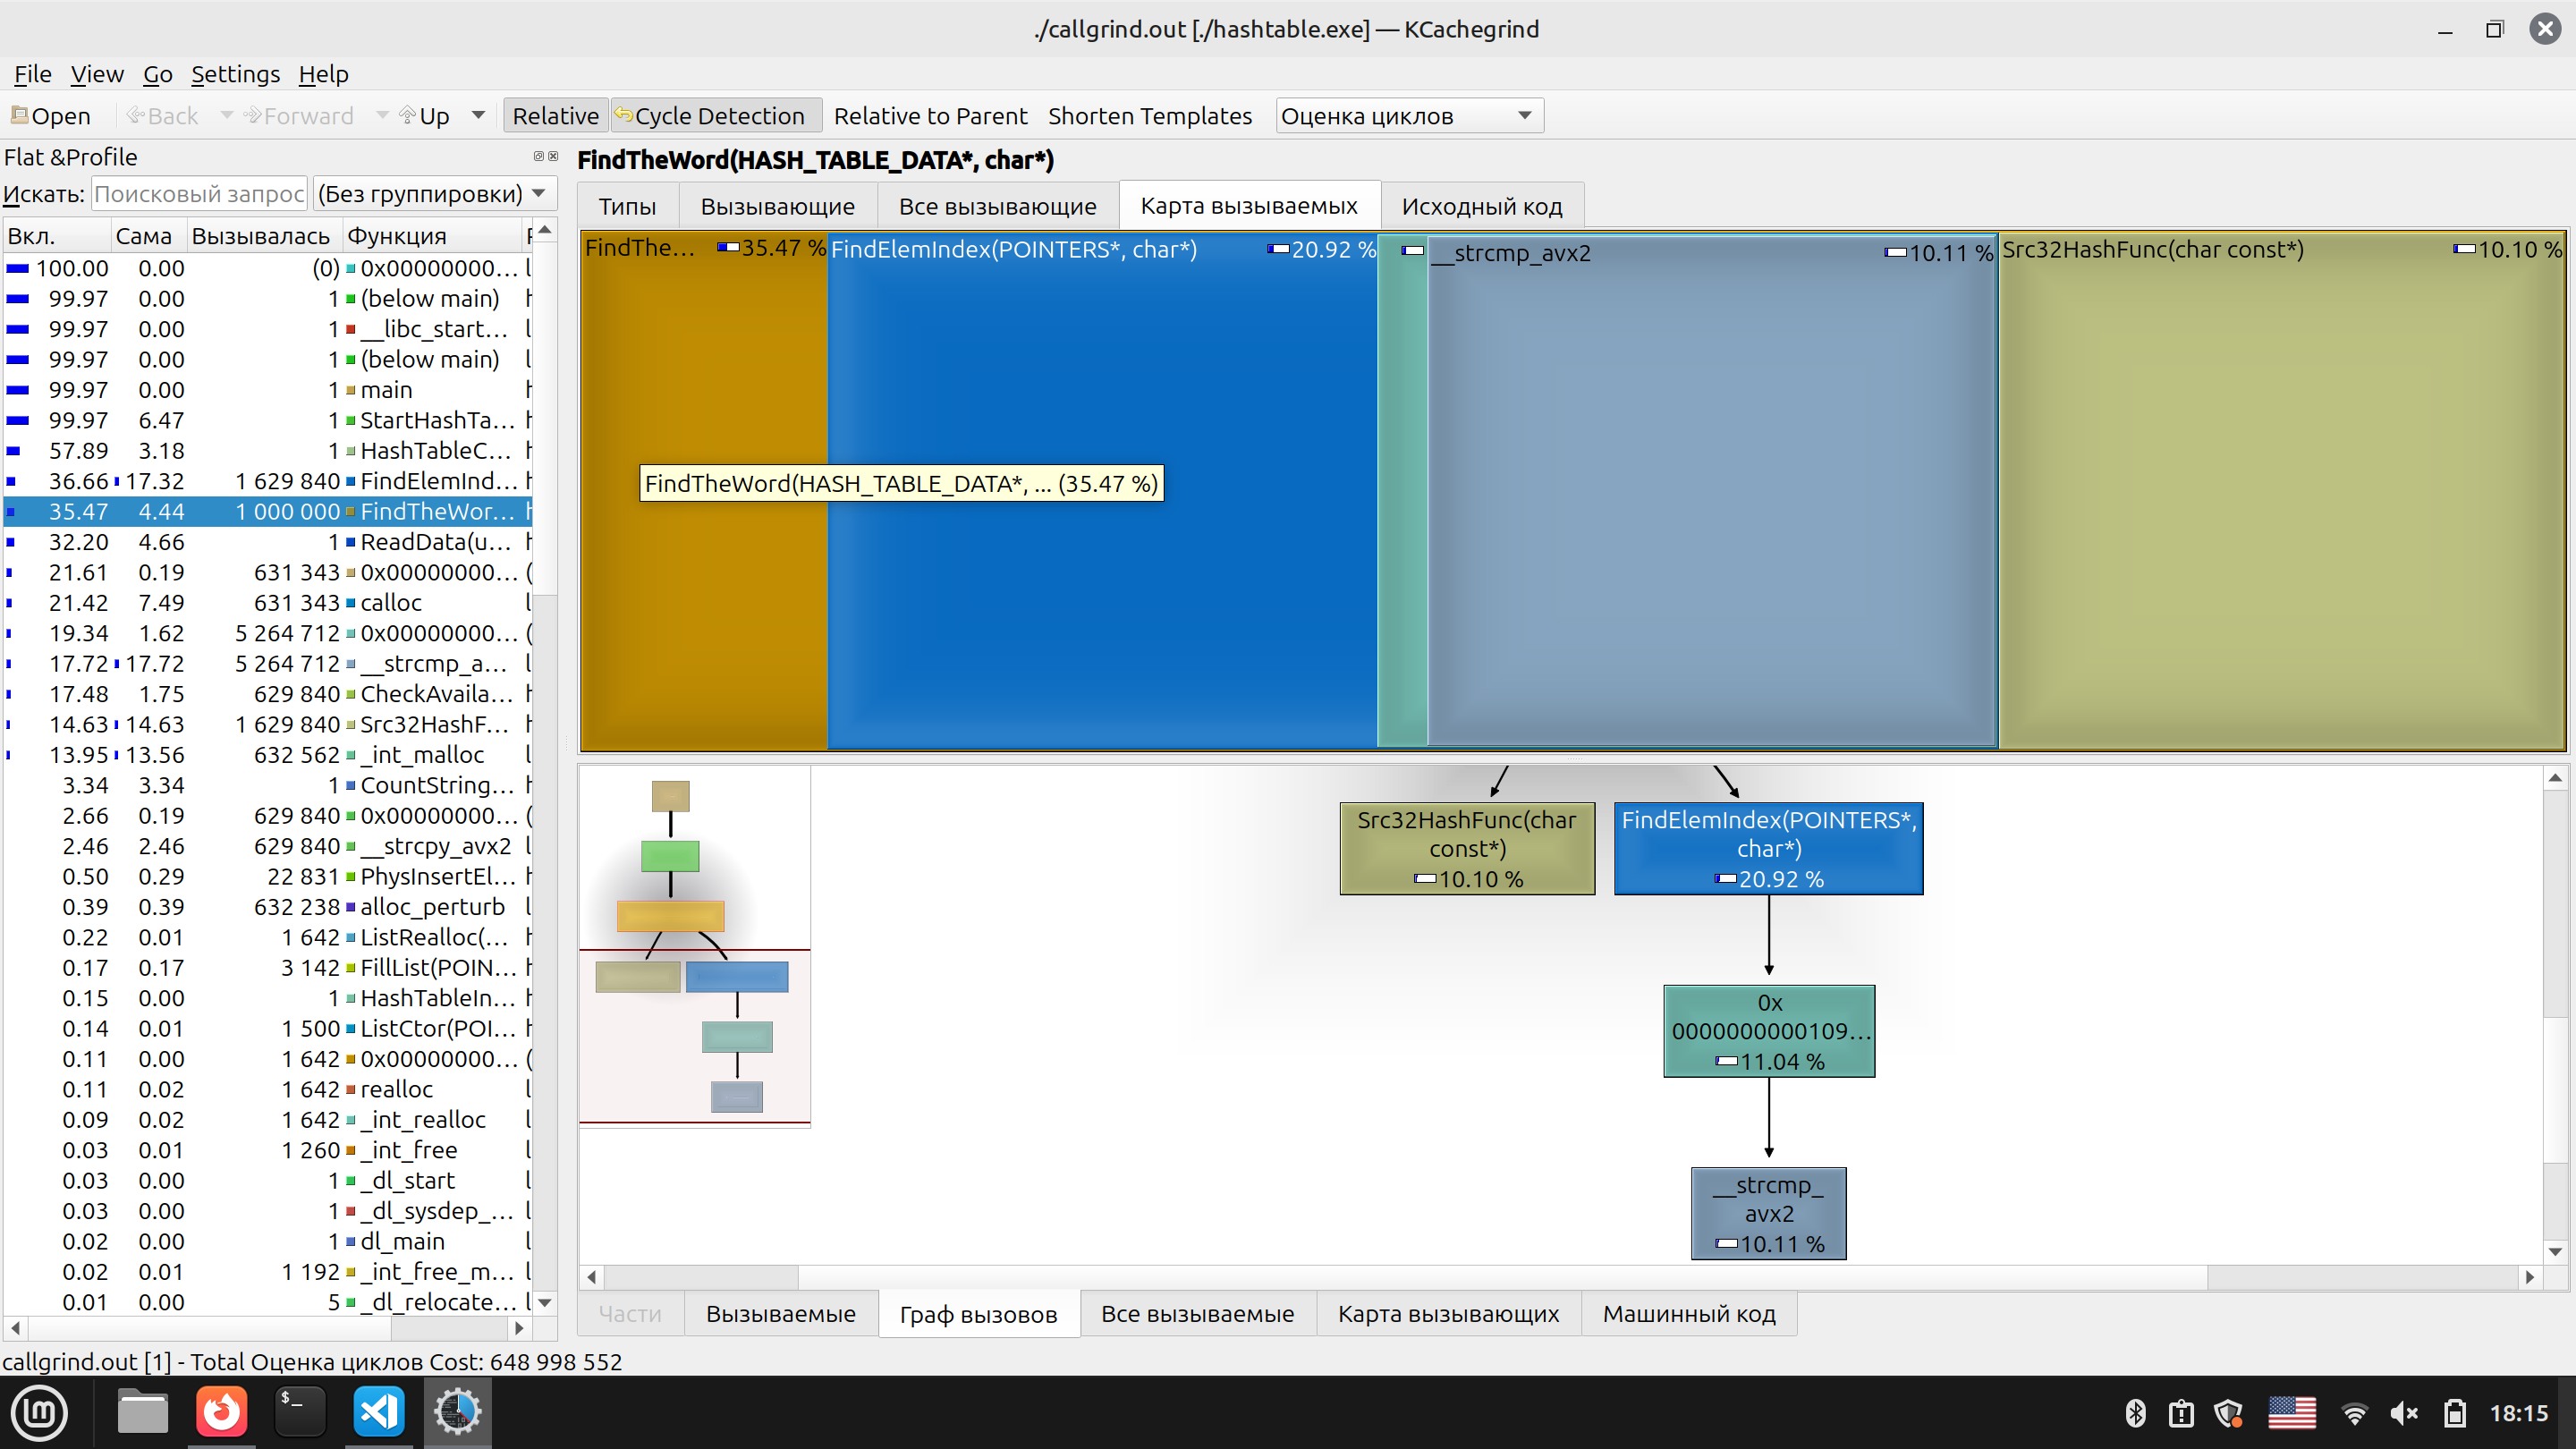 ./callgrind.out [./hashtable.exe] — KCachegrind
File View Go Settings Help
Open Back Forward Up Relative Cycle Detection Relative to Parent Shorten Templates Оценка циклов
Flat &Profile
Искать: Поисковый запрос (Без группировки)
Вкл. Сама Вызывалась Функция
100.00 0.00 (0) 0x00000000...
99.97 0.00 1 (below main)
99.97 0.00 1 __libc_start...
99.97 0.00 1 (below main)
99.97 0.00 1 main
99.97 6.47 1 StartHashTa...
57.89 3.18 1 HashTableC...
36.66 17.32 1 629 840 FindElemInd...
35.47 4.44 1 000 000 FindTheWor...
32.20 4.66 1 ReadData(u...
21.61 0.19 631 343 0x00000000...
21.42 7.49 631 343 calloc
19.34 1.62 5 264 712 0x00000000...
17.72 17.72 5 264 712 __strcmp_a...
17.48 1.75 629 840 CheckAvaila...
14.63 14.63 1 629 840 Src32HashF...
13.95 13.56 632 562 _int_malloc
3.34 3.34 1 CountString...
2.66 0.19 629 840 0x00000000...
2.46 2.46 629 840 __strcpy_avx2
0.50 0.29 22 831 PhysInsertEl...
0.39 0.39 632 238 alloc_perturb
0.22 0.01 1 642 ListRealloc(...
0.17 0.17 3 142 FillList(POIN...
0.15 0.00 1 HashTableIn...
0.14 0.01 1 500 ListCtor(POI...
0.11 0.00 1 642 0x00000000...
0.11 0.02 1 642 realloc
0.09 0.02 1 642 _int_realloc
0.03 0.01 1 260 _int_free
0.03 0.00 1 _dl_start
0.03 0.00 1 _dl_sysdep_...
0.02 0.00 1 dl_main
0.02 0.01 1 192 _int_free_m...
0.01 0.00 5 _dl_relocate...
FindTheWord(HASH_TABLE_DATA*, char*)
Типы Вызывающие Все вызывающие Карта вызываемых Исходный код
FindThe... 35.47 % FindElemIndex(POINTERS*, char*) 20.92 % __strcmp_avx2 10.11 % Src32HashFunc(char const*) 10.10 %
FindTheWord(HASH_TABLE_DATA*, ... (35.47 %)
Src32HashFunc(char
const*)
10.10 %
FindElemIndex(POINTERS*,
char*)
20.92 %
0x
0000000000109...
11.04 %
__strcmp_
avx2
10.11 %
Части Вызываемые Граф вызовов Все вызываемые Карта вызывающих Машинный код
callgrind.out [1] - Total Оценка циклов Cost: 648 998 552
18:15